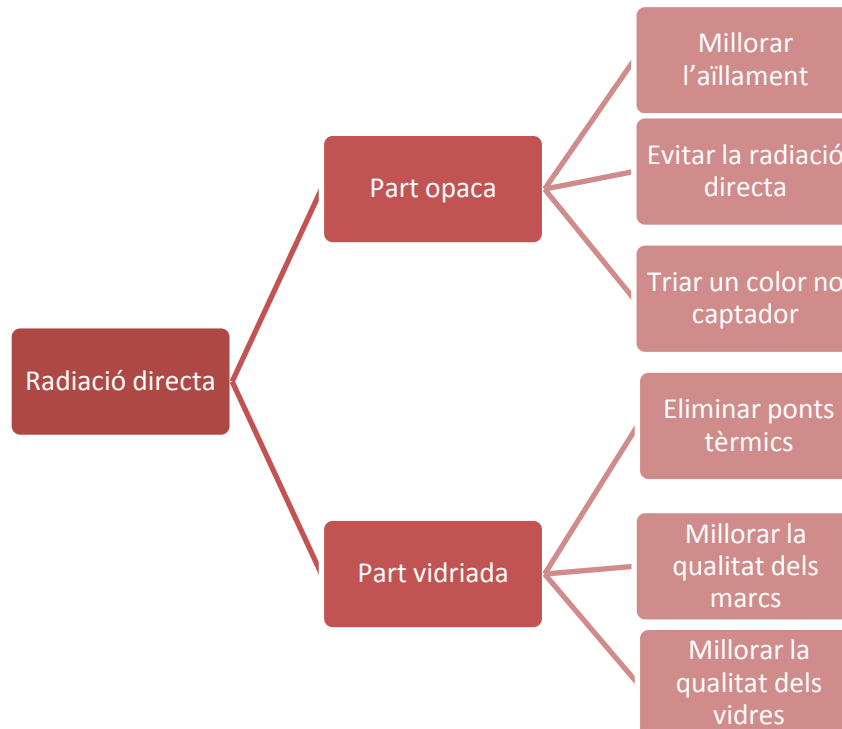 Millorar
l’aïllament
Evitar la radiació
directa
Part opaca
Triar un color no
captador
Radiació directa
Eliminar ponts
tèrmics
Part vidriada
Millorar la
qualitat dels
marcs
Millorar la
qualitat dels
vidres